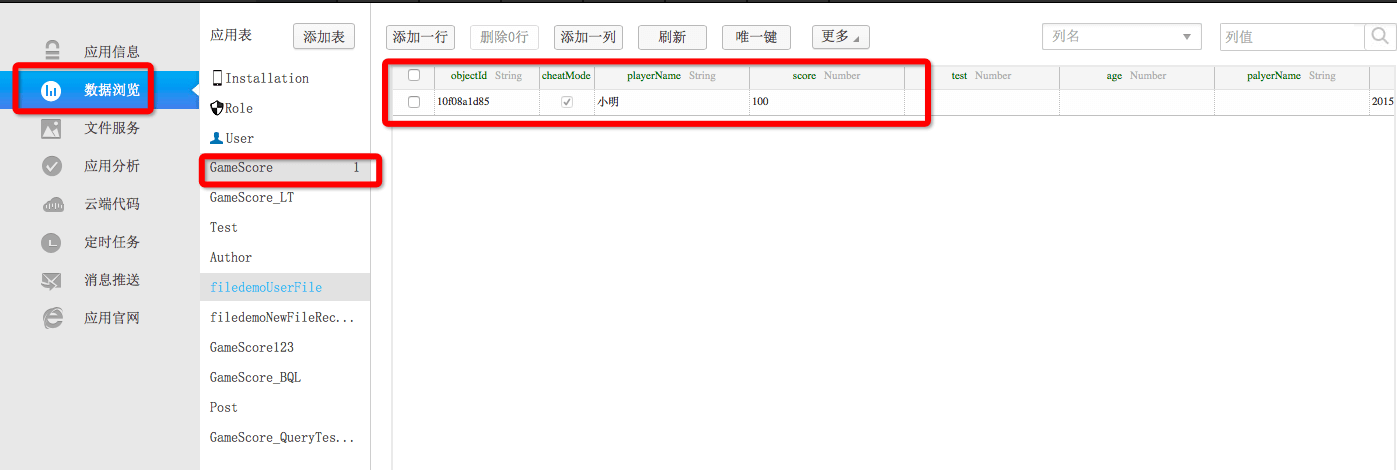 应用信息
数据浏览
文件服务
应用分析
云端代码
定时任务
消息推送
应用官网
应用表 添加表
Installation
Role
User
GameScore 1
GameScore_LT
Test
Author
filedemoUserFile
filedemoNewFileRec...
GameScore123
GameScore_BQL
Post
GameScore_QueryTes...
添加一行 删除0行 添加一列 刷新 唯一键 更多 列名 列值
objectId String cheatMode playerName String score Number test Number age Number palyerName String
10f08a1d85 小明 100 2015